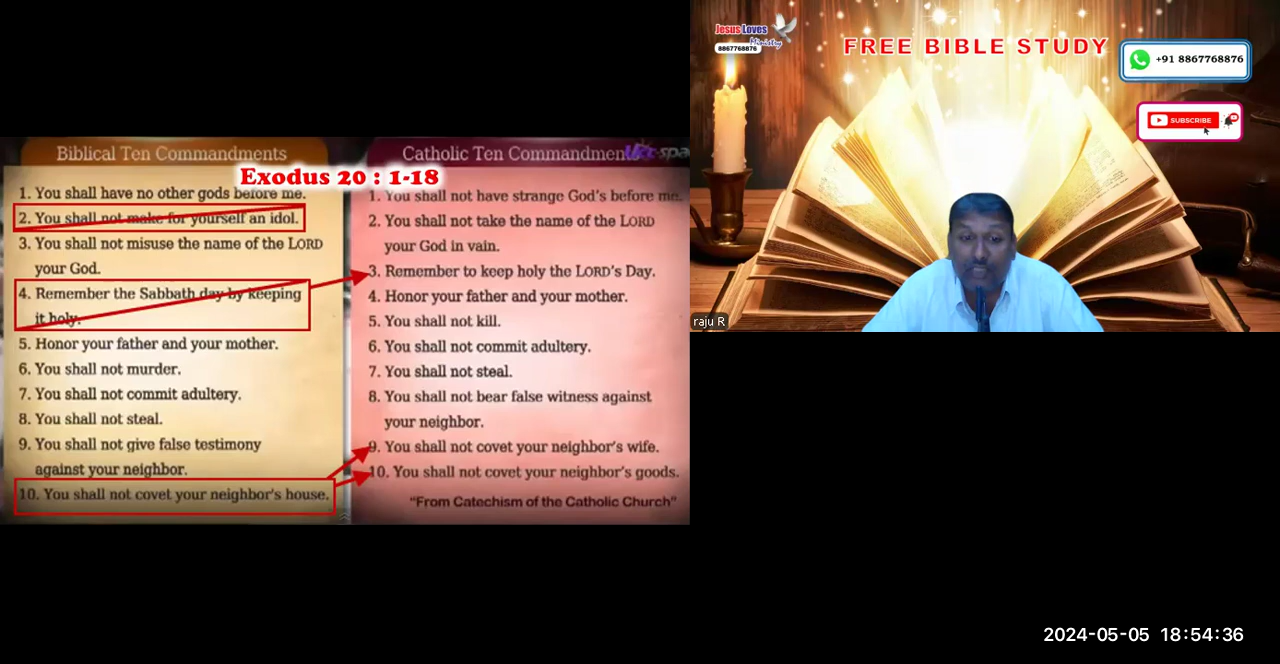 Biblical Ten Commandments
Exodus 20 : 1-18
1. You shall have no other gods before me.
2. You shall not make for yourself an idol.
3. You shall not misuse the name of the LORD
your God.
4. Remember the Sabbath day by keeping
it holy.
5. Honor your father and your mother.
6. You shall not murder.
7. You shall not commit adultery.
8. You shall not steal.
9. You shall not give false testimony
against your neighbor.
10. You shall not covet your neighbor's house.
Catholic Ten Commandmen
1. You shall not have strange God's before me.
2. You shall not take the name of the LORD
your God in vain.
3. Remember to keep holy the LORD's Day.
4. Honor your father and your mother.
5. You shall not kill.
6. You shall not commit adultery.
7. You shall not steal.
8. You shall not bear false witness against
your neighbor.
9. You shall not covet your neighbor's wife.
10. You shall not covet your neighbor's goods.
"From Catechism of the Catholic Church"
Jesus Loves
Ministry
8867768876
FREE BIBLE STUDY
+91 8867768876
SUBSCRIBE
raju R
2024-05-05 18:54:36